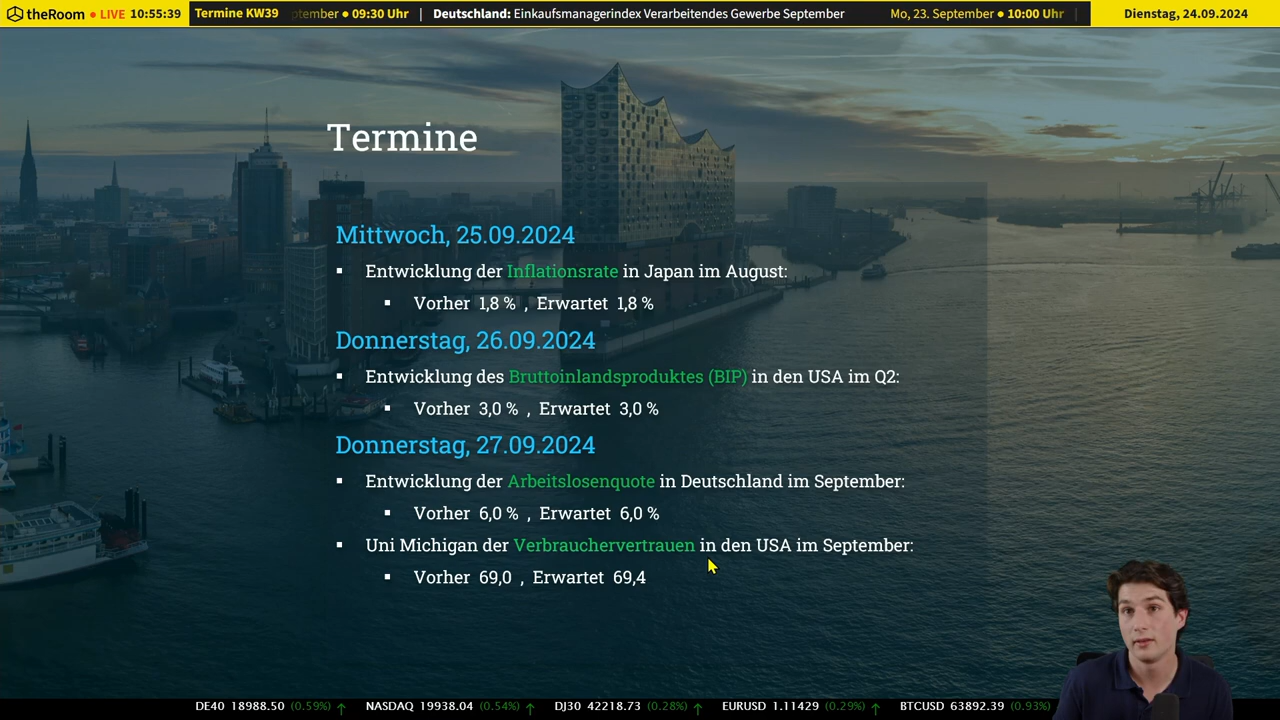 theRoom ● LIVE 10:55:39
Termine KW39
ptember ● 09:30 Uhr | Deutschland: Einkaufsmanagerindex Verarbeitendes Gewerbe September Mo, 23. September ● 10:00 Uhr |
Dienstag, 24.09.2024
Termine
Mittwoch, 25.09.2024
▪ Entwicklung der Inflationsrate in Japan im August:
▪ Vorher 1,8 % , Erwartet 1,8 %
Donnerstag, 26.09.2024
▪ Entwicklung des Bruttoinlandsproduktes (BIP) in den USA im Q2:
▪ Vorher 3,0 % , Erwartet 3,0 %
Donnerstag, 27.09.2024
▪ Entwicklung der Arbeitslosenquote in Deutschland im September:
▪ Vorher 6,0 % , Erwartet 6,0 %
▪ Uni Michigan der Verbrauchervertrauen in den USA im September:
▪ Vorher 69,0 , Erwartet 69,4
DE40 18988.50 (0.59%) ↑ NASDAQ 19938.04 (0.54%) ↑ DJ30 42218.73 (0.28%) ↑ EURUSD 1.11429 (0.29%) ↑ BTCUSD 63892.39 (0.93%)